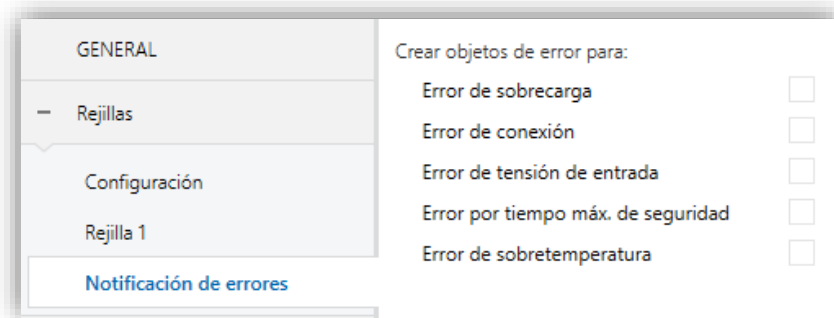 GENERAL
Rejillas
Configuración
Rejilla 1
Notificación de errores
Crear objetos de error para:
Error de sobrecarga
Error de conexión
Error de tensión de entrada
Error por tiempo máx. de seguridad
Error de sobretemperatura